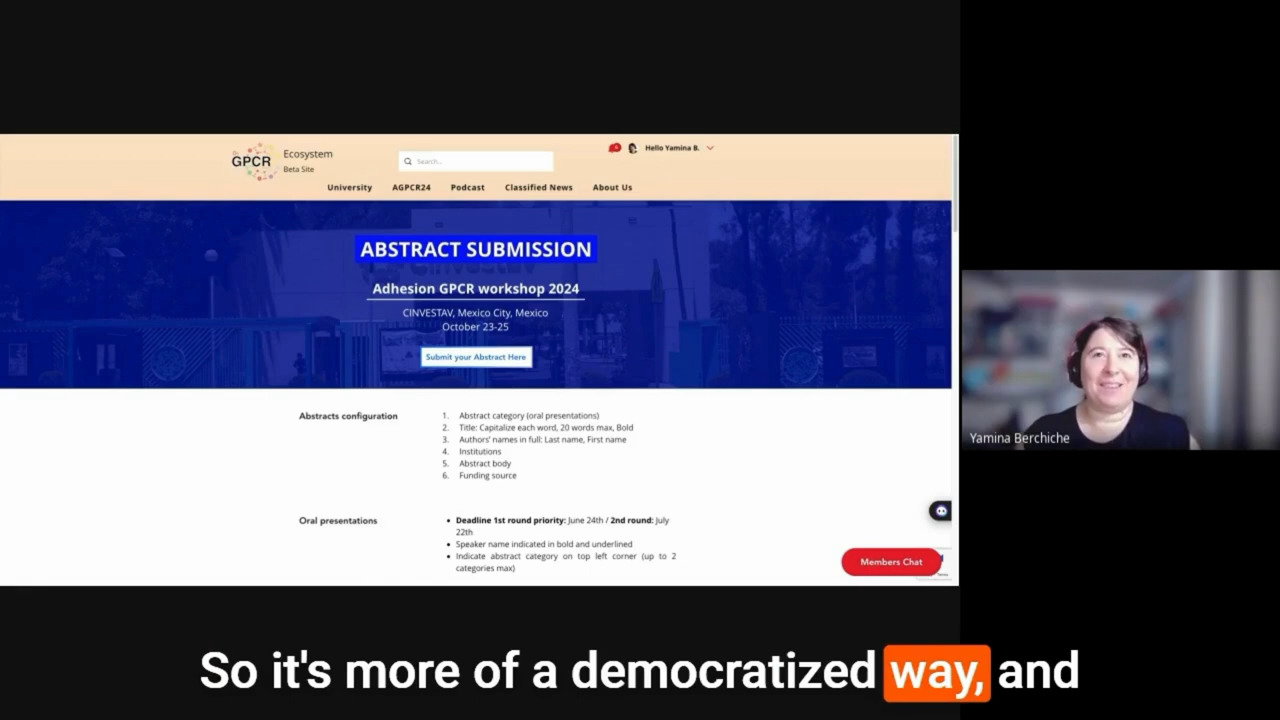 GPCR
Ecosystem
Beta Site
Search...
Hello Yamina B.
University
AGPCR24
Podcast
Classified News
About Us
ABSTRACT SUBMISSION
Adhesion GPCR workshop 2024
CINVESTAV, Mexico City, Mexico
October 23-25
Submit your Abstract Here
Abstracts configuration
1. Abstract category (oral presentations)
2. Title: Capitalize each word, 20 words max, Bold
3. Authors' names in full: Last name, First name
4. Institutions
5. Abstract body
6. Funding source
Oral presentations
• Deadline 1st round priority: June 24th / 2nd round: July
22th
• Speaker name indicated in bold and underlined
• Indicate abstract category on top left corner (up to 2
categories max)
Members Chat
Yamina Berchiche
So it's more of a democratized way, and